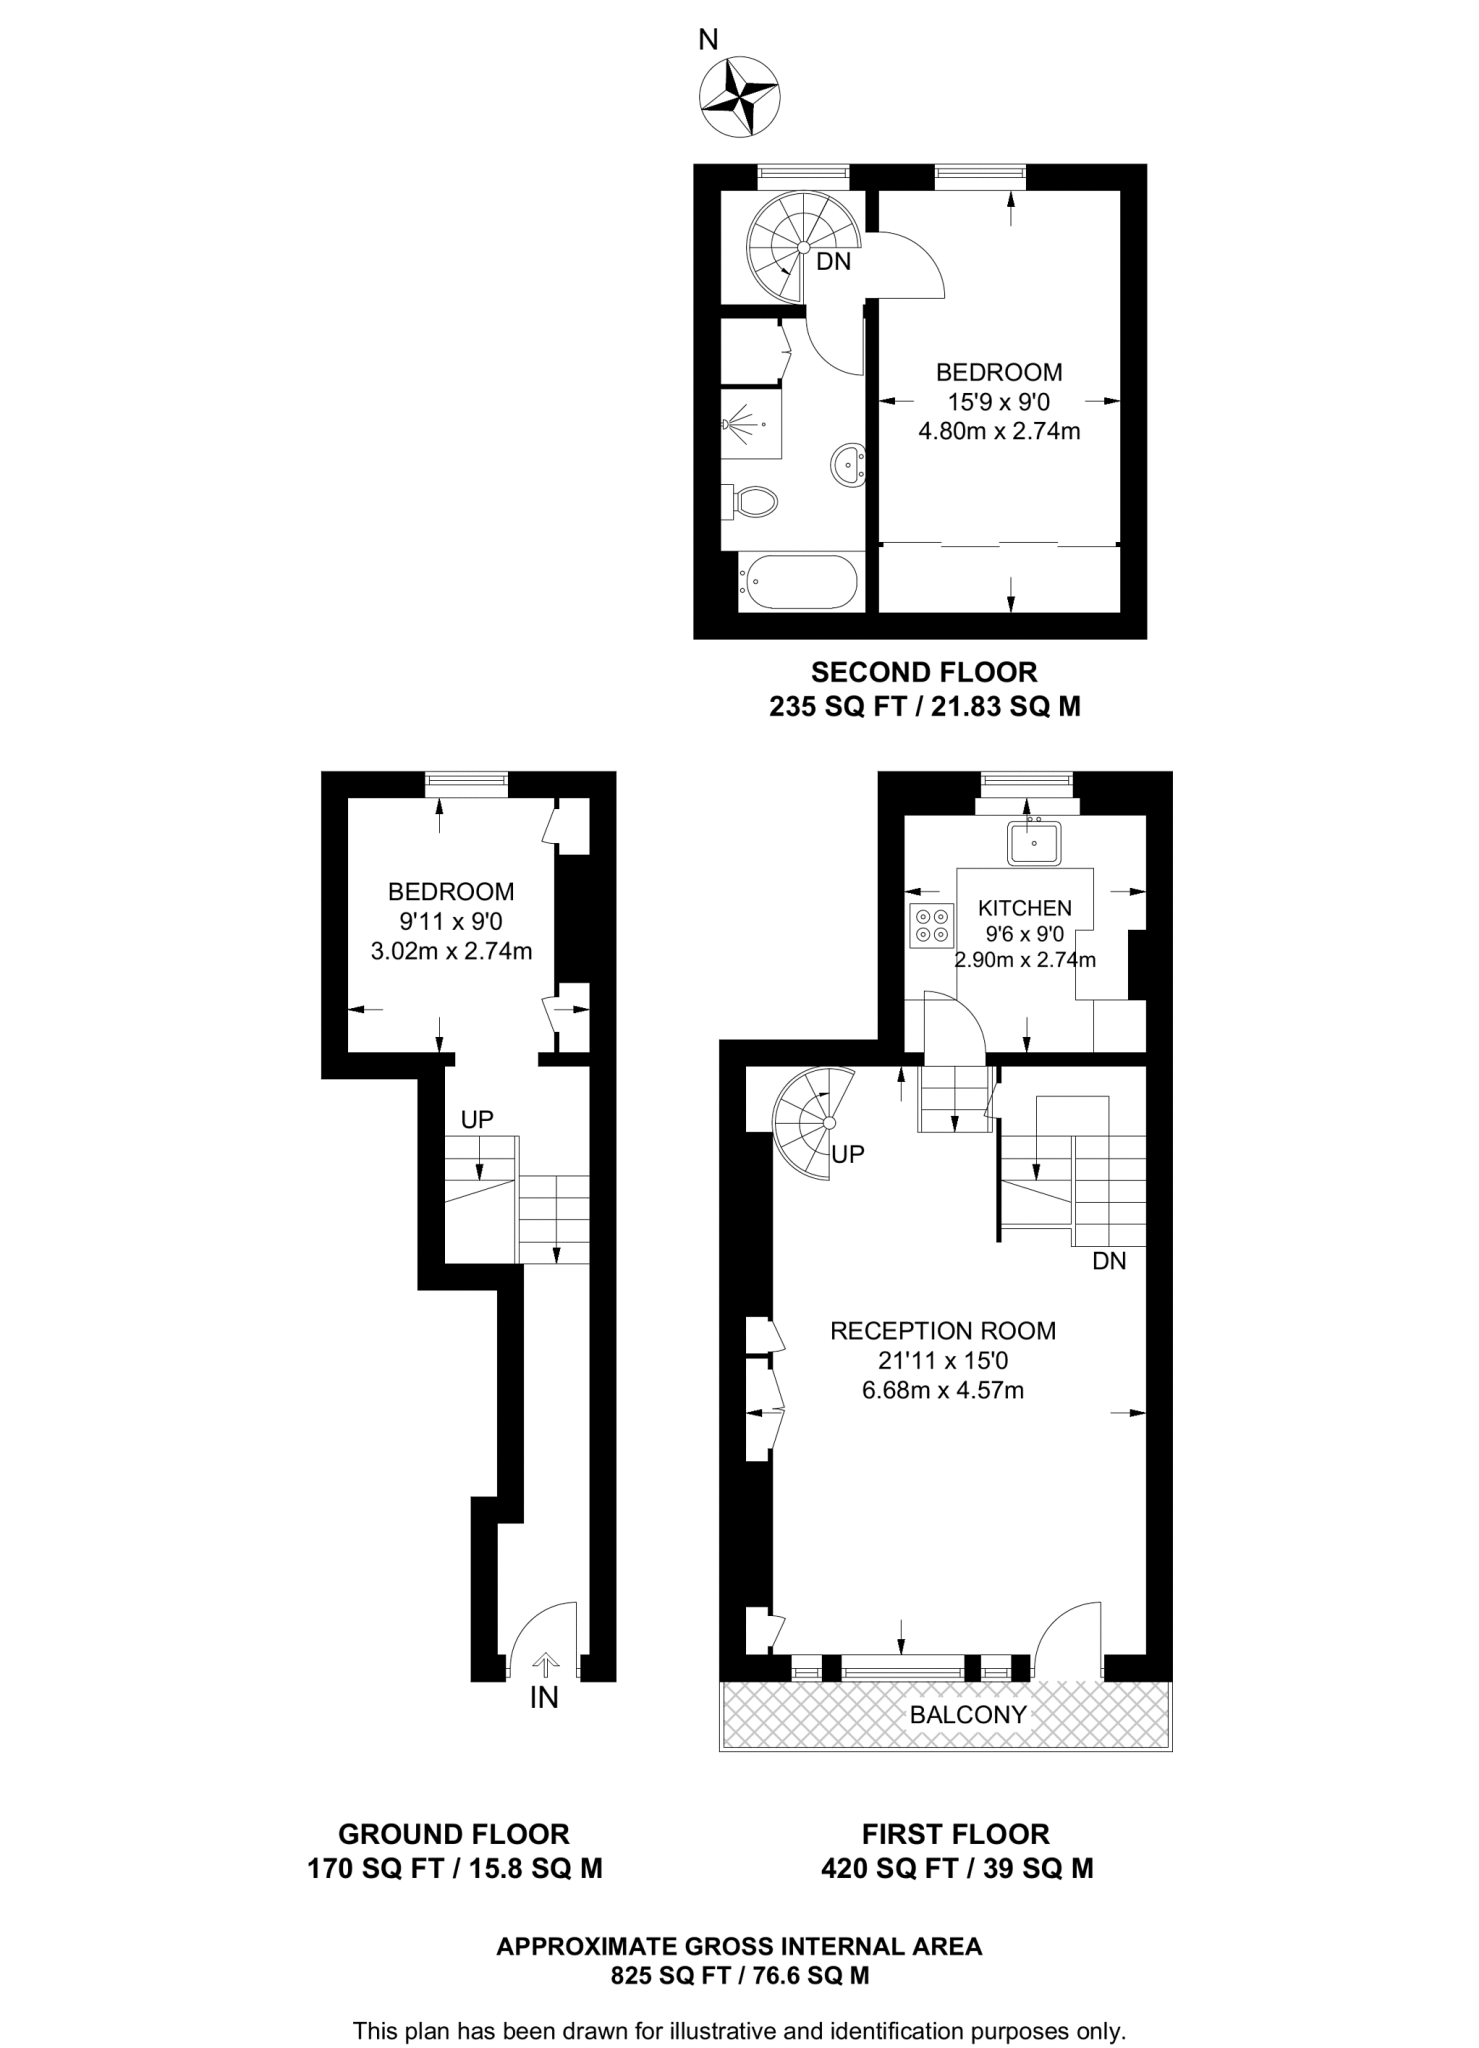 N
DN
BEDROOM
15'9 x 9'0
4.80m x 2.74m
SECOND FLOOR
235 SQ FT / 21.83 SQ M
BEDROOM
9'11 x 9'0
3.02m x 2.74m
UP
IN
GROUND FLOOR
170 SQ FT / 15.8 SQ M
KITCHEN
9'6 x 9'0
2.90m x 2.74m
UP
DN
RECEPTION ROOM
21'11 x 15'0
6.68m x 4.57m
BALCONY
FIRST FLOOR
420 SQ FT / 39 SQ M
APPROXIMATE GROSS INTERNAL AREA
825 SQ FT / 76.6 SQ M
This plan has been drawn for illustrative and identification purposes only.